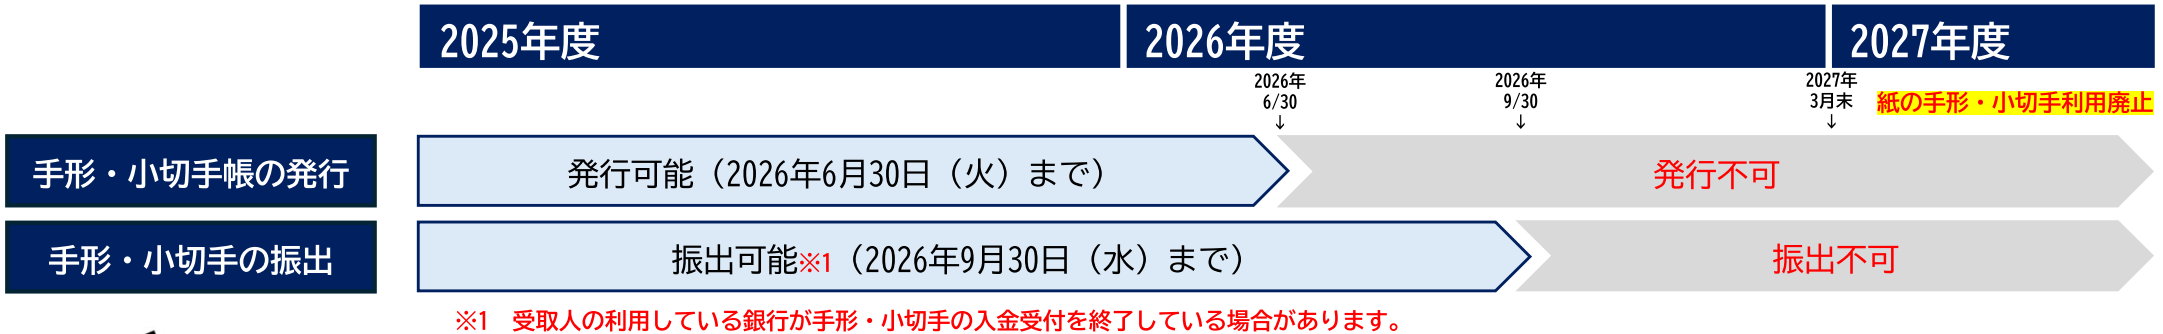 2025年度
2026年度
2027年度
2026年
6/30
↓
2026年
9/30
↓
2027年
3月末
↓
紙の手形・小切手利用廃止
手形・小切手帳の発行
発行可能（2026年6月30日（火）まで）
発行不可
手形・小切手の振出
振出可能※1（2026年9月30日（水）まで）
振出不可
※1　受取人の利用している銀行が手形・小切手の入金受付を終了している場合があります。